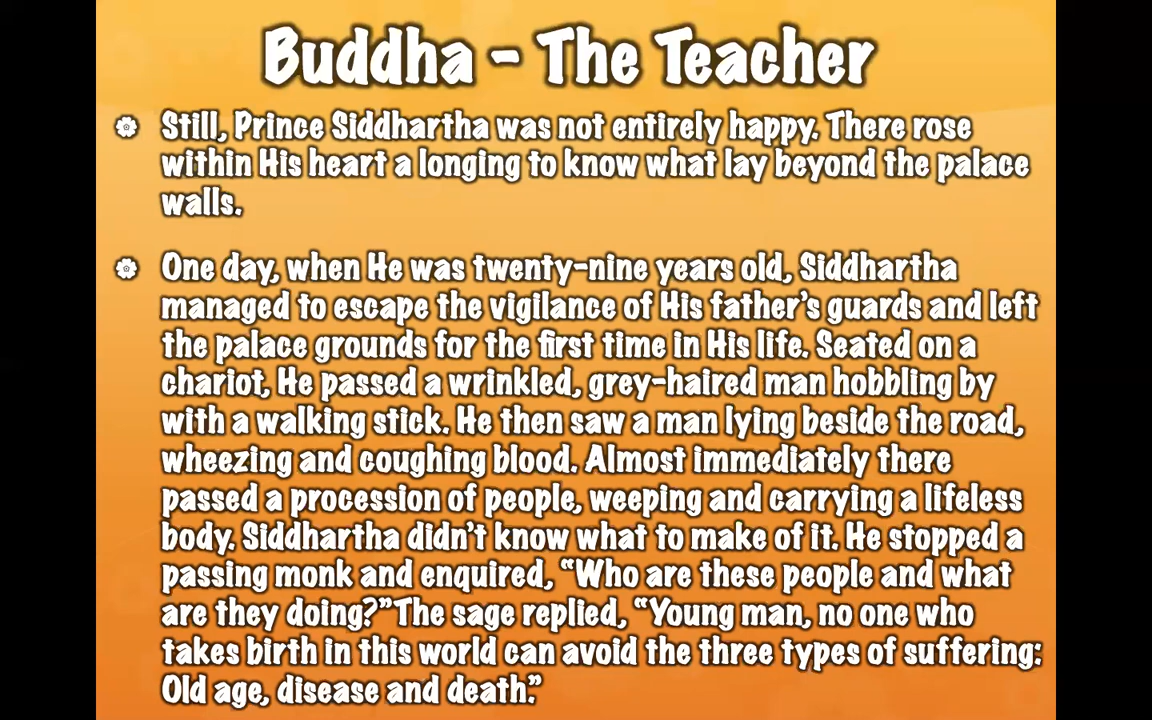 Buddha - The Teacher
Still, Prince Siddhartha was not entirely happy. There rose
within His heart a longing to know what lay beyond the palace
walls.
One day, when He was twenty-nine years old, Siddhartha
managed to escape the vigilance of His father's guards and left
the palace grounds for the first time in His life. Seated on a
chariot, He passed a wrinkled, grey-haired man hobbling by
with a walking stick. He then saw a man lying beside the road,
wheezing and coughing blood. Almost immediately there
passed a procession of people, weeping and carrying a lifeless
body. Siddhartha didn't know what to make of it. He stopped a
passing monk and enquired, “Who are these people and what
are they doing?”The sage replied, “Young man, no one who
takes birth in this world can avoid the three types of suffering:
Old age, disease and death.”